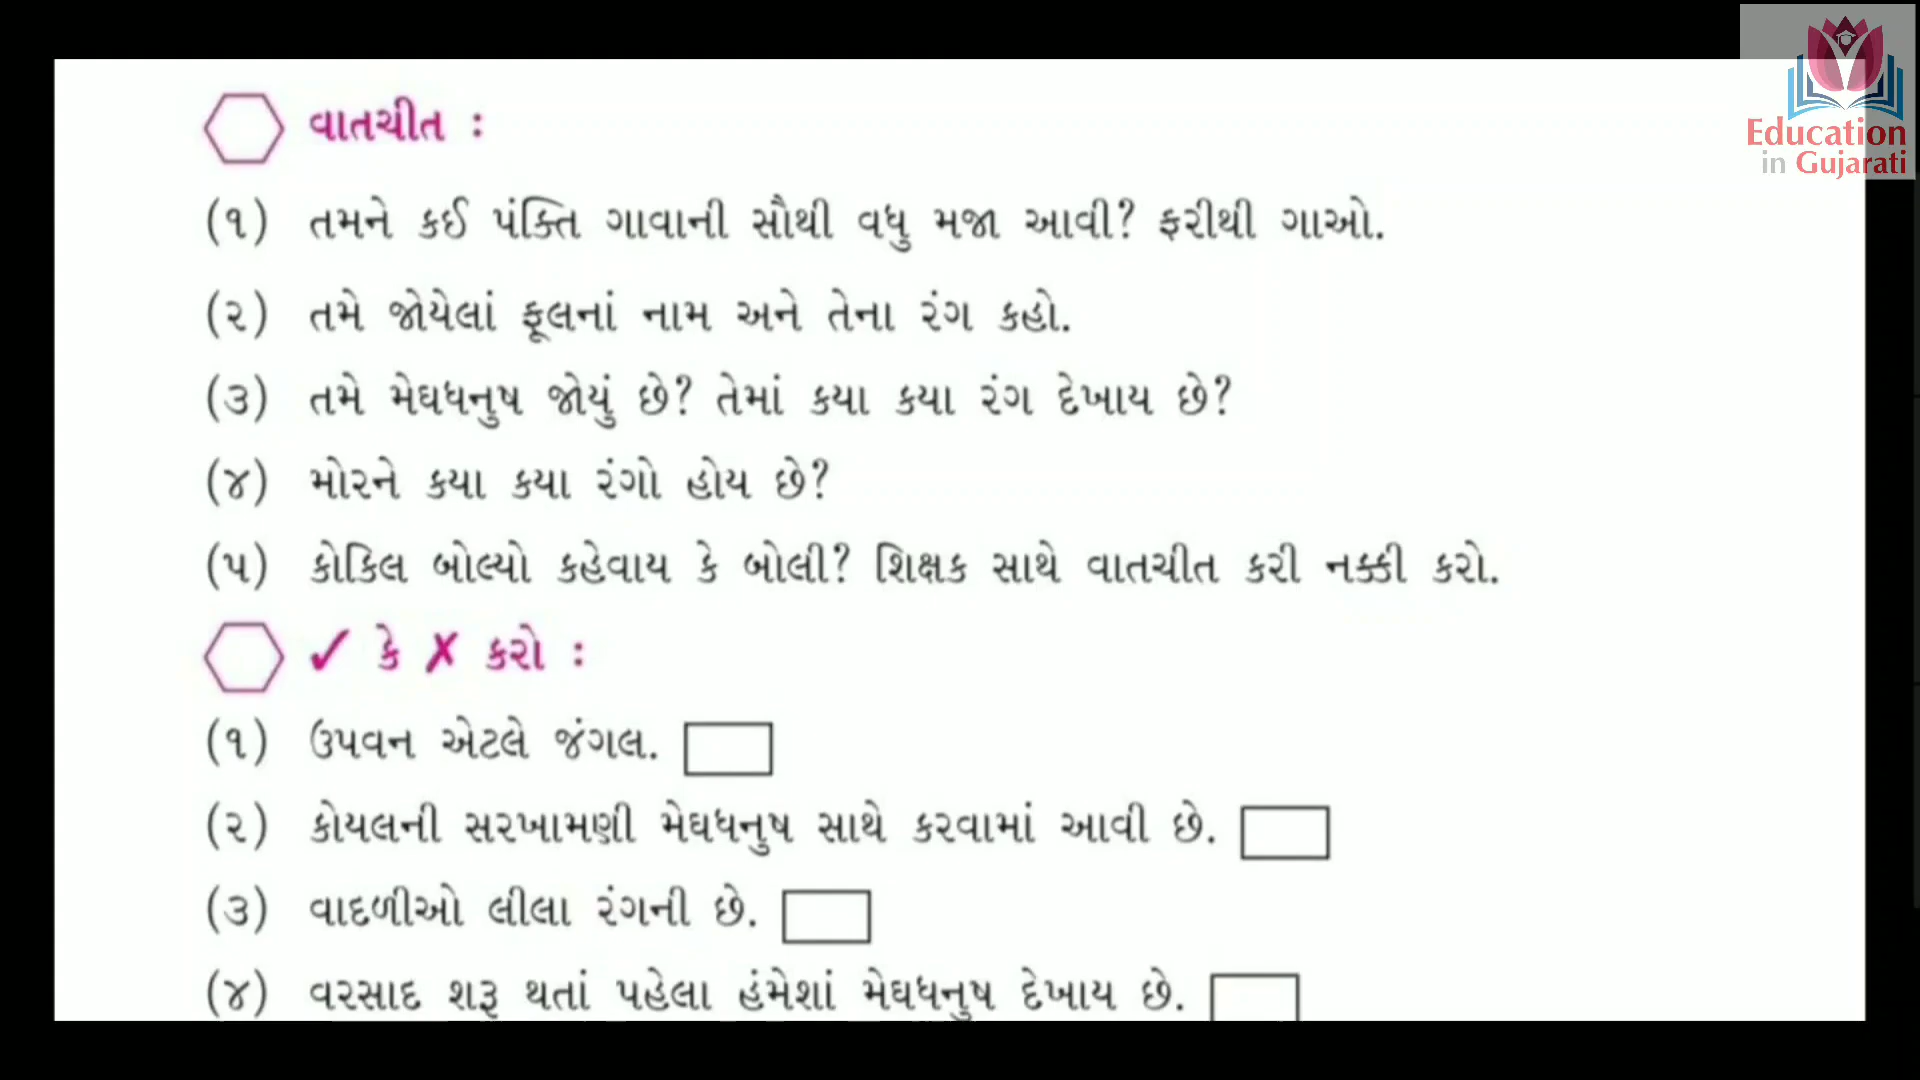 Education
in Gujarati
વાતચીત :
(૧) તમને કઈ પંક્તિ ગાવાની સૌથી વધુ મજા આવી? ફરીથી ગાઓ.
(૨) તમે જોયેલાં ફૂલનાં નામ અને તેના રંગ કહો.
(૩) તમે મેઘધનુષ જોયું છે? તેમાં કયા કયા રંગ દેખાય છે?
(૪) મોરને કયા કયા રંગો હોય છે?
(૫) કોકિલ બોલ્યો કહેવાય કે બોલી? શિક્ષક સાથે વાતચીત કરી નક્કી કરો.
✓ કે ✗ કરો :
(૧) ઉપવન એટલે જંગલ.
(૨) કોયલની સરખામણી મેઘધનુષ સાથે કરવામાં આવી છે.
(૩) વાદળીઓ લીલા રંગની છે.
(૪) વરસાદ શરૂ થતાં પહેલા હંમેશાં મેઘધનુષ દેખાય છે.